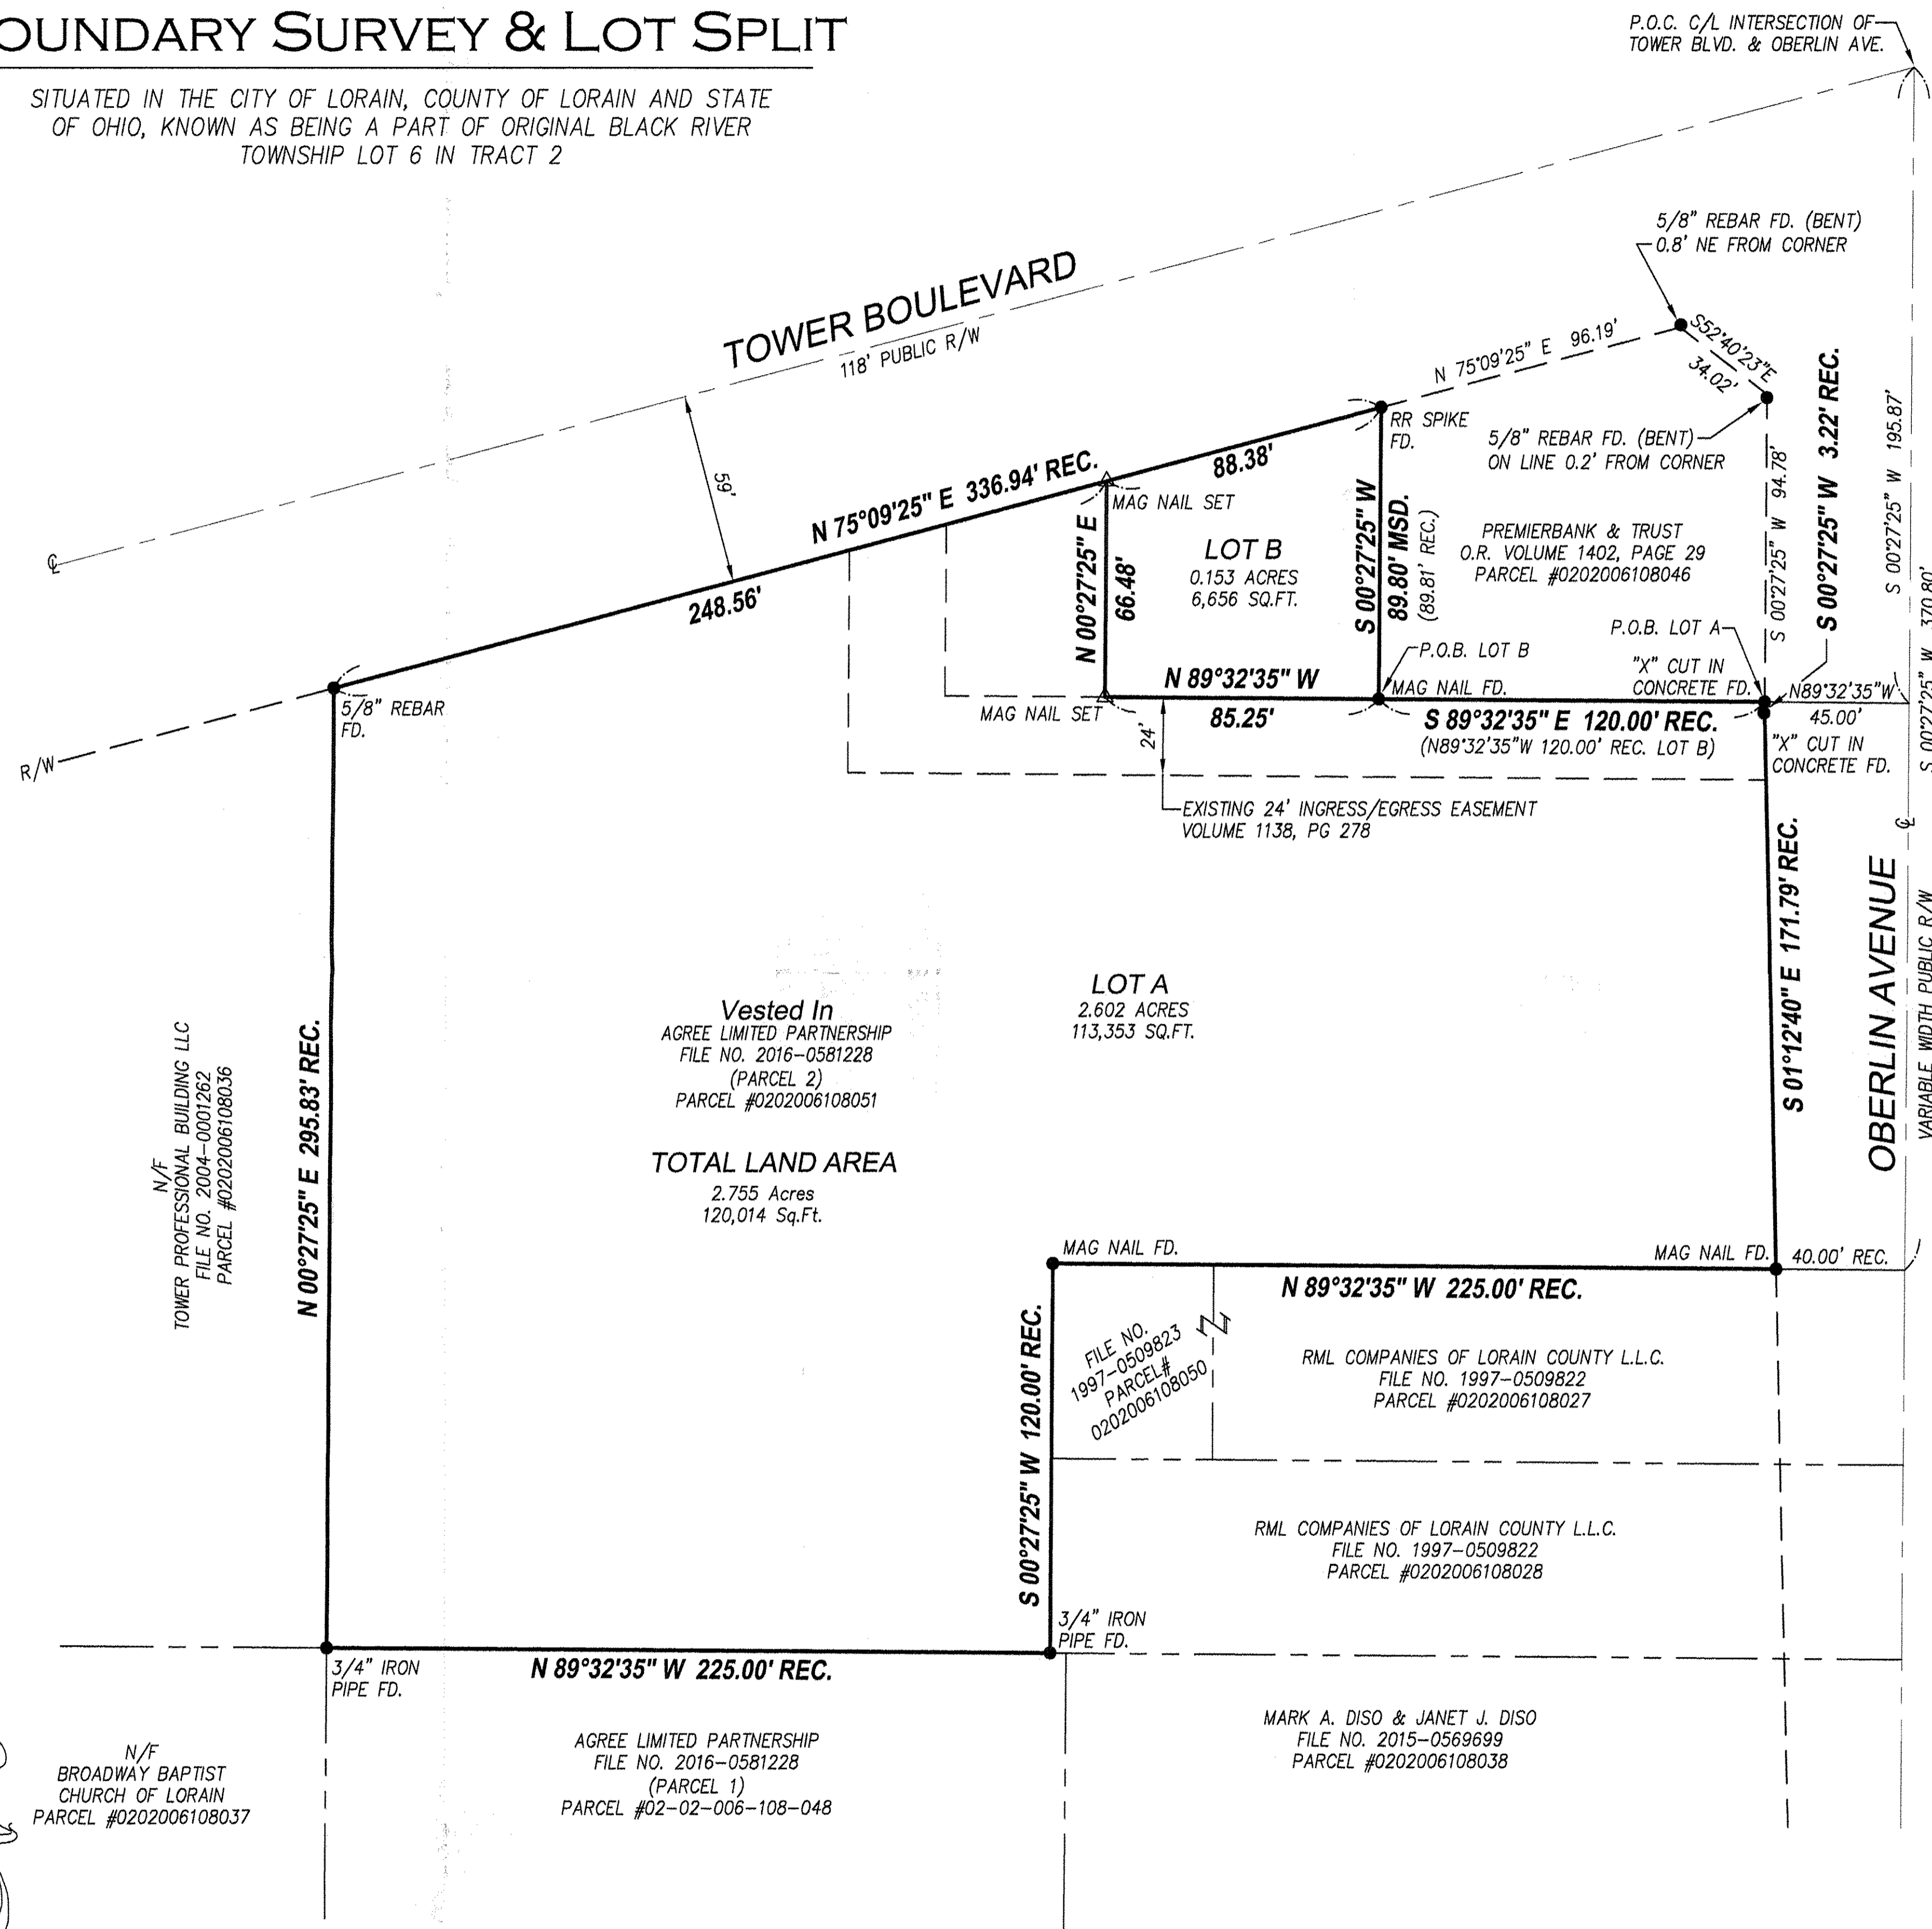 OUNDARY SURVEY & LOT SPLIT
SITUATED IN THE CITY OF LORAIN, COUNTY OF LORAIN AND STATE
OF OHIO, KNOWN AS BEING A PART OF ORIGINAL BLACK RIVER
TOWNSHIP LOT 6 IN TRACT 2
P.O.C. C/L INTERSECTION OF
TOWER BLVD. & OBERLIN AVE.
5/8" REBAR FD. (BENT)
0.8' NE FROM CORNER
TOWER BOULEVARD
118' PUBLIC R/W
59'
N 75°09'25" E 96.19'
S52°40'23"E
34.02'
5/8" REBAR FD. (BENT)
ON LINE 0.2' FROM CORNER
RR SPIKE
FD.
N 75°09'25" E 336.94' REC.
88.38'
248.56'
MAG NAIL SET
N 00°27'25" E
66.48'
LOT B
0.153 ACRES
6,656 SQ.FT.
S 00°27'25" W
89.80' MSD.
(89.81' REC.)
PREMIERBANK & TRUST
O.R. VOLUME 1402, PAGE 29
PARCEL #0202006108046
S 00°27'25" W 94.78'
S 00°27'25" W 3.22' REC.
S 00°27'25" W 195.87'
S 00°27'25" W 370.80'
P.O.B. LOT A
P.O.B. LOT B
"X" CUT IN
CONCRETE FD.
N 89°32'35" W
85.25'
MAG NAIL FD.
MAG NAIL SET
S 89°32'35" E 120.00' REC.
(N89°32'35"W 120.00' REC. LOT B)
N89°32'35"W
45.00'
"X" CUT IN
CONCRETE FD.
24'
EXISTING 24' INGRESS/EGRESS EASEMENT
VOLUME 1138, PG 278
5/8" REBAR
FD.
R/W
LOT A
2.602 ACRES
113,353 SQ.FT.
Vested In
AGREE LIMITED PARTNERSHIP
FILE NO. 2016-0581228
(PARCEL 2)
PARCEL #0202006108051
TOTAL LAND AREA
2.755 Acres
120,014 Sq.Ft.
N/F
TOWER PROFESSIONAL BUILDING LLC
FILE NO. 2004-0001262
PARCEL #0202006108036
N 00°27'25" E 295.83' REC.
S 01°12'40" E 171.79' REC.
OBERLIN AVENUE
VARIABLE WIDTH PUBLIC R/W
MAG NAIL FD.
MAG NAIL FD.
40.00' REC.
N 89°32'35" W 225.00' REC.
S 00°27'25" W 120.00' REC.
FILE NO.
1997-0509823
PARCEL#
0202006108050
RML COMPANIES OF LORAIN COUNTY L.L.C.
FILE NO. 1997-0509822
PARCEL #0202006108027
RML COMPANIES OF LORAIN COUNTY L.L.C.
FILE NO. 1997-0509822
PARCEL #0202006108028
3/4" IRON
PIPE FD.
3/4" IRON
PIPE FD.
N 89°32'35" W 225.00' REC.
N/F
BROADWAY BAPTIST
CHURCH OF LORAIN
PARCEL #0202006108037
AGREE LIMITED PARTNERSHIP
FILE NO. 2016-0581228
(PARCEL 1)
PARCEL #02-02-006-108-048
MARK A. DISO & JANET J. DISO
FILE NO. 2015-0569699
PARCEL #0202006108038